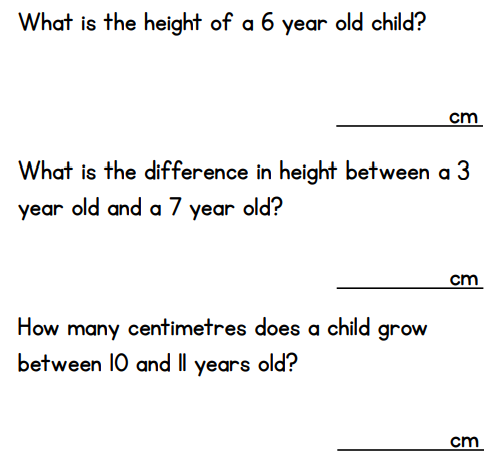 What is the height of a 6 year old child?
cm
What is the difference in height between a 3
year old and a 7 year old?
cm
How many centimetres does a child grow
between 10 and 11 years old?
cm